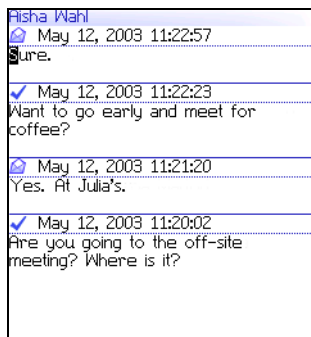 Aisha Wahl
May 12, 2003 11:22:57
Sure.
May 12, 2003 11:22:23
Want to go early and meet for
coffee?
May 12, 2003 11:21:20
Yes. At Julia's.
May 12, 2003 11:20:02
Are you going to the off-site
meeting? Where is it?